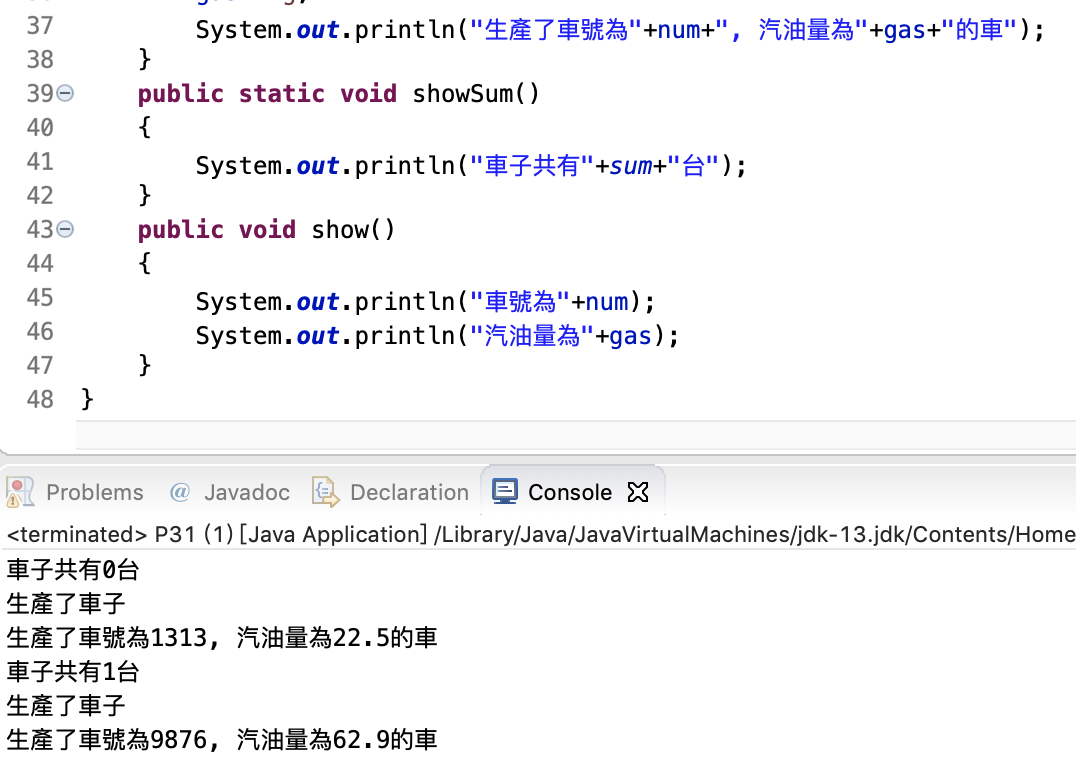 37 System.out.println("生產了車號為"+num+", 汽油量為"+gas+"的車");
38 }
39 public static void showSum()
40 {
41 System.out.println("車子共有"+sum+"台");
42 }
43 public void show()
44 {
45 System.out.println("車號為"+num);
46 System.out.println("汽油量為"+gas);
47 }
48 }
Problems @ Javadoc Declaration Console
<terminated> P31 (1) [Java Application] /Library/Java/JavaVirtualMachines/jdk-13.jdk/Contents/Home
車子共有0台
生產了車子
生產了車號為1313, 汽油量為22.5的車
車子共有1台
生產了車子
生產了車號為9876, 汽油量為62.9的車